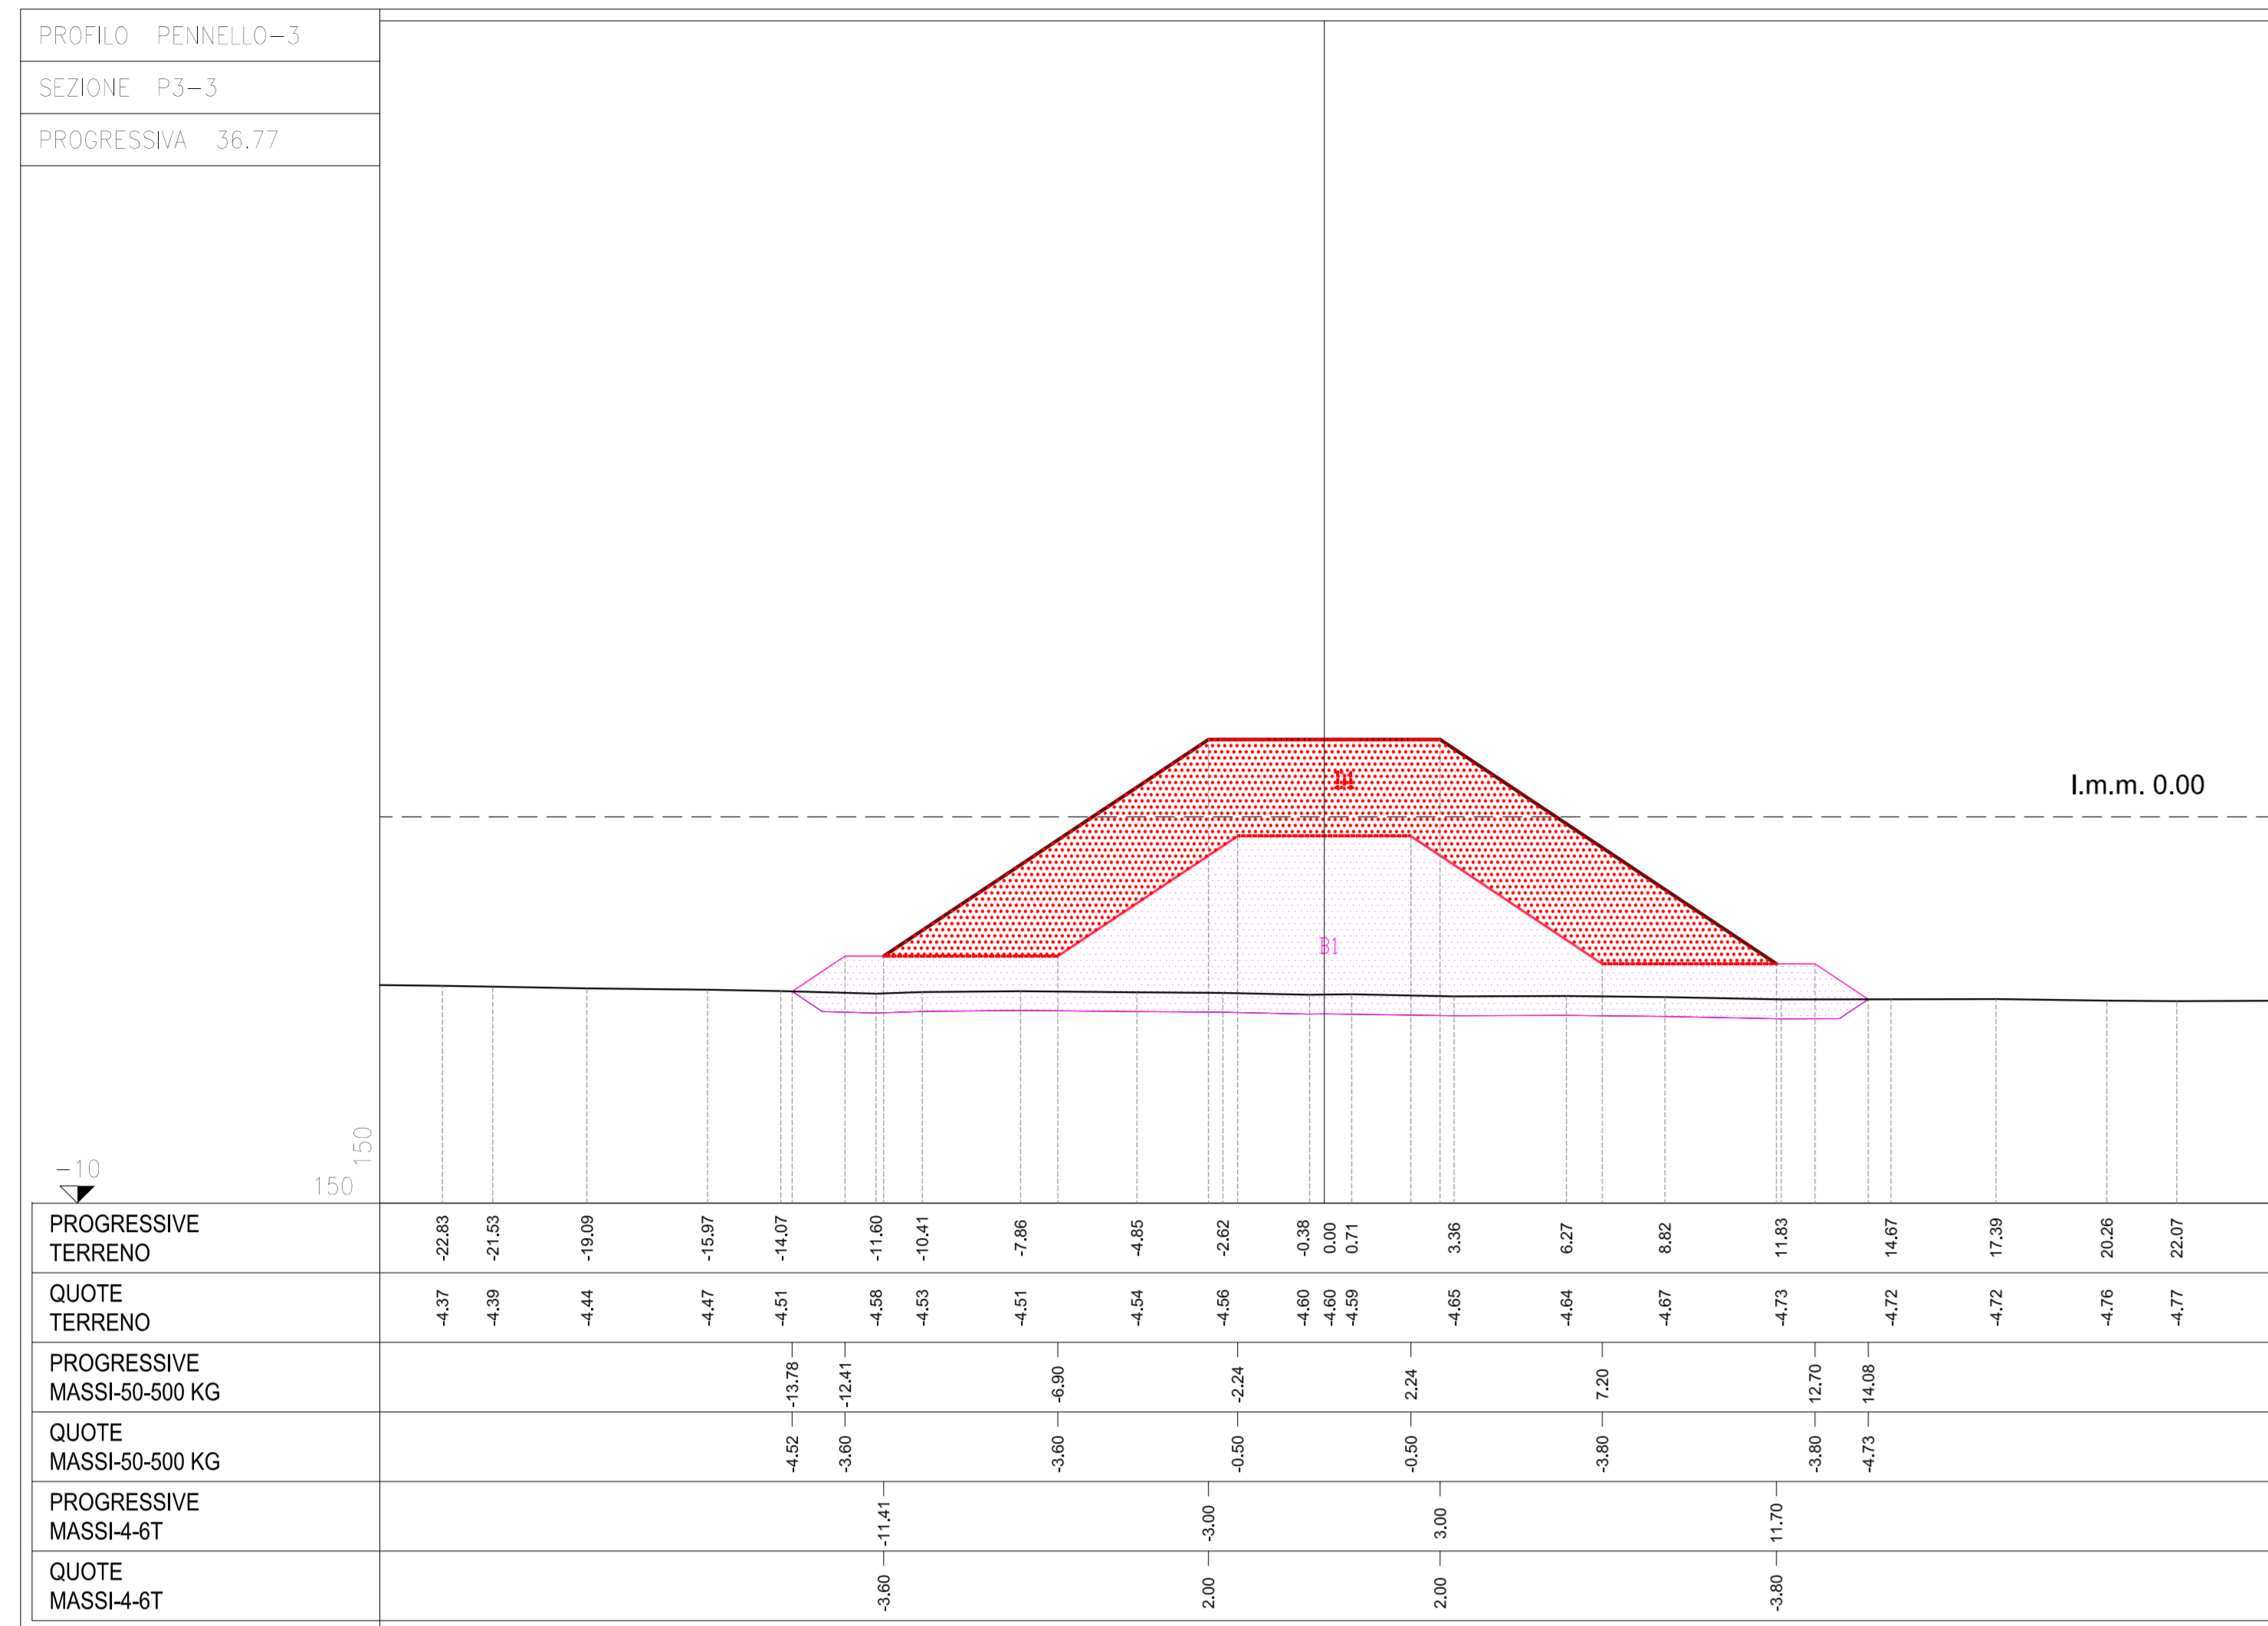 PROFILO PENNELLO-3
SEZIONE P3-3
PROGRESSIVA 36.77
l.m.m. 0.00
B1
150
-10
150
PROGRESSIVE
TERRENO
-22.83 -21.53 -19.09 -15.97 -14.07 -11.60 -10.41 -7.86 -4.85 -2.62 -0.38 0.00 0.71 3.36 6.27 8.82 11.83 14.67 17.39 20.26 22.07
QUOTE
TERRENO
-4.37 -4.39 -4.44 -4.47 -4.51 -4.58 -4.53 -4.51 -4.54 -4.56 -4.60 -4.60 -4.59 -4.65 -4.64 -4.67 -4.73 -4.72 -4.72 -4.76 -4.77
PROGRESSIVE
MASSI-50-500 KG
-13.78 -12.41 -6.90 -2.24 2.24 7.20 12.70 14.08
QUOTE
MASSI-50-500 KG
-4.52 -3.60 -3.60 -0.50 -0.50 -3.80 -3.80 -4.73
PROGRESSIVE
MASSI-4-6T
-11.41 -3.00 3.00 11.70
QUOTE
MASSI-4-6T
-3.60 2.00 2.00 -3.80